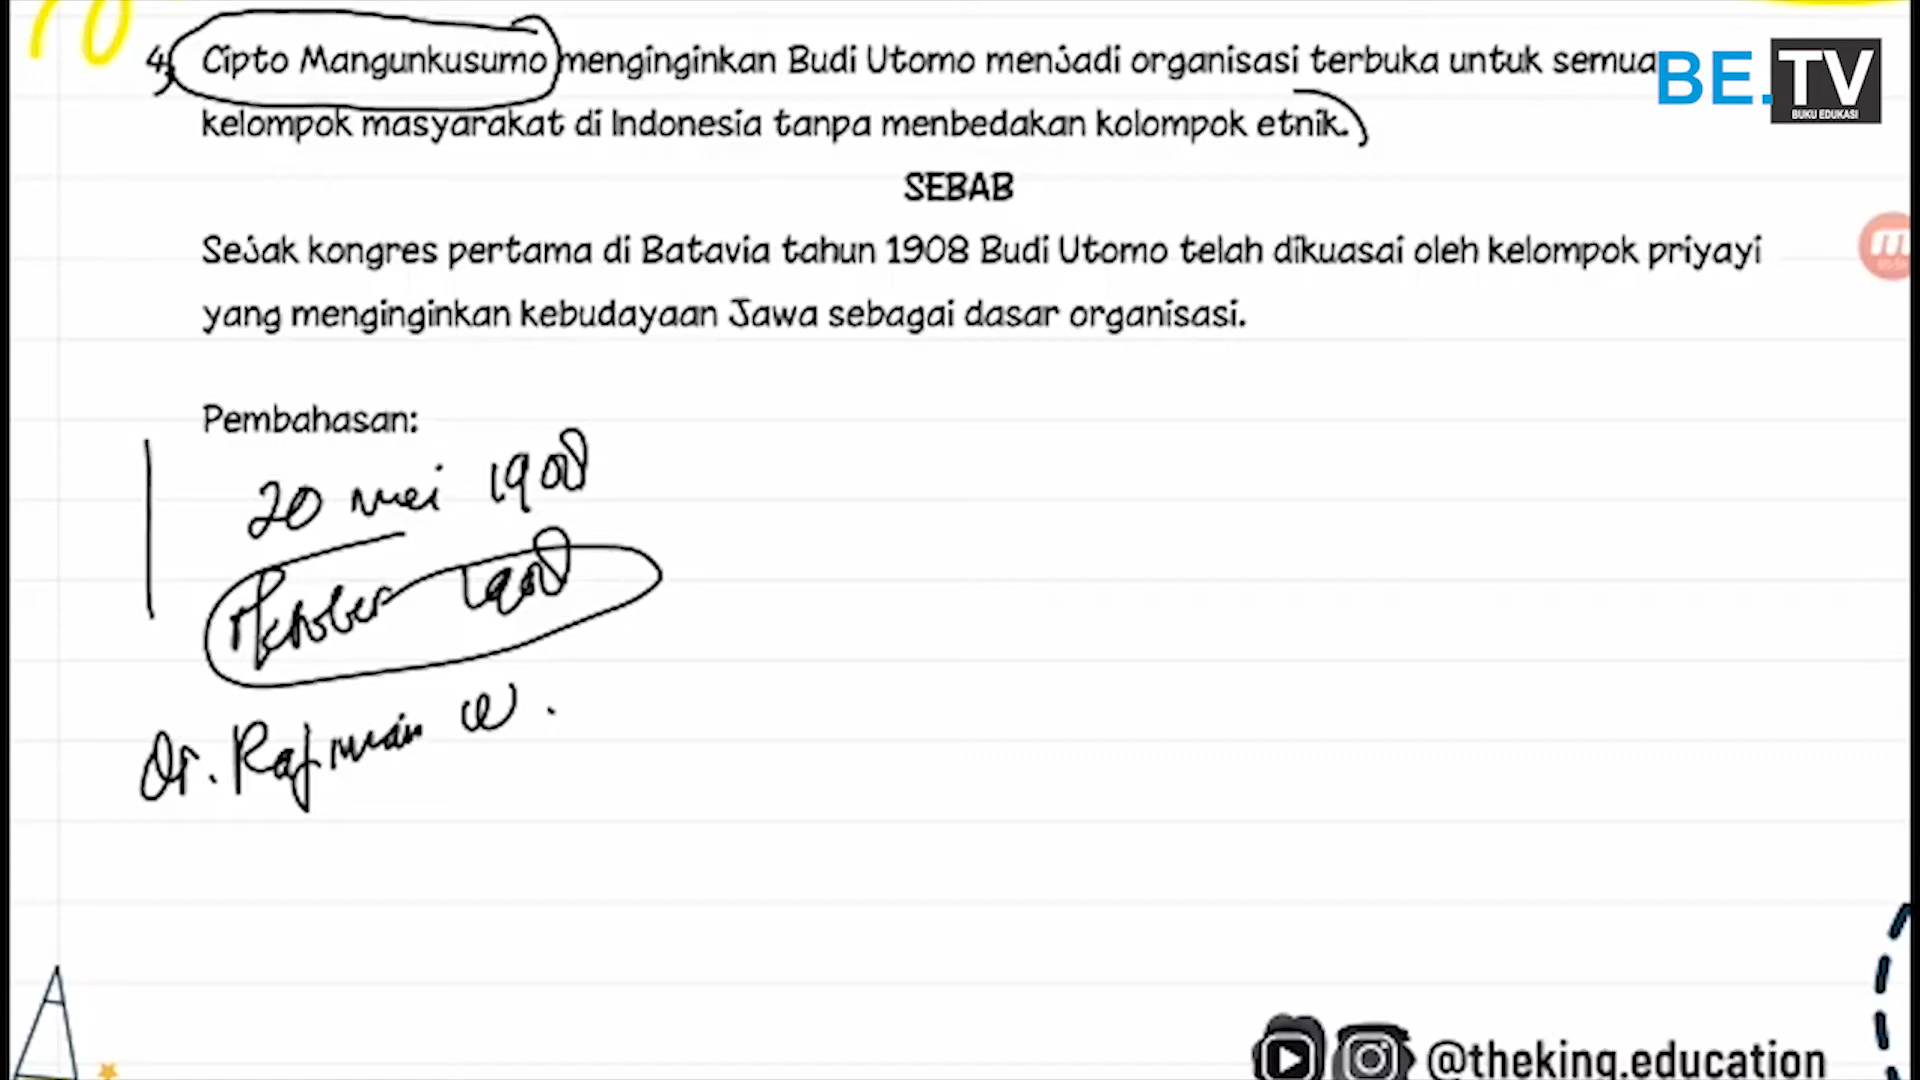 4. Cipto Mangunkusumo menginginkan Budi Utomo menjadi organisasi terbuka untuk semua
BE.TV
BUKU EDUKASI
kelompok masyarakat di Indonesia tanpa menbedakan kolompok etnik.
SEBAB
Sejak kongres pertama di Batavia tahun 1908 Budi Utomo telah dikuasai oleh kelompok priyayi
yang menginginkan kebudayaan Jawa sebagai dasar organisasi.
Pembahasan:
20 mei 1908
Oktober 1908
Dr. Rajiman W.
@theking.education